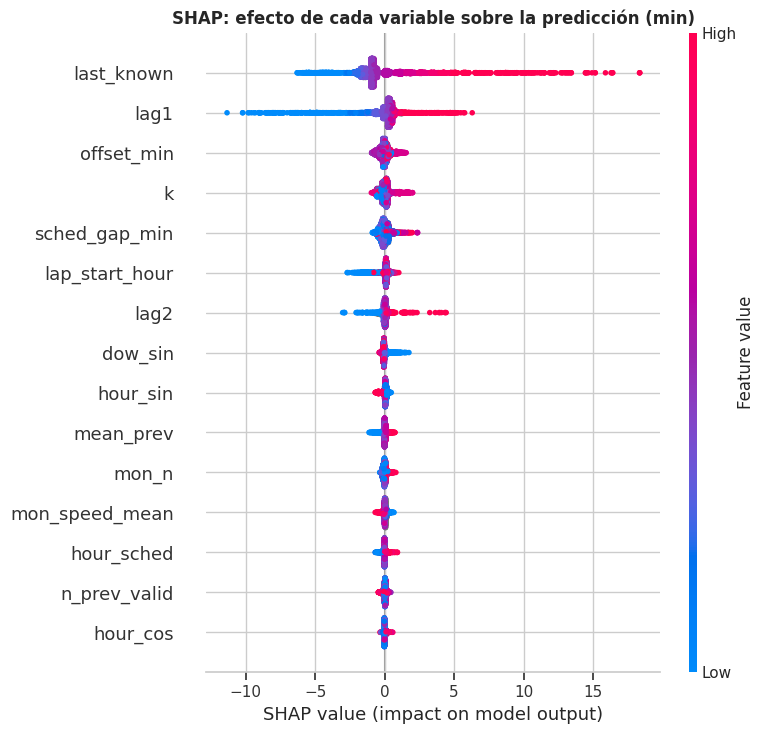 SHAP: efecto de cada variable sobre la predicción (min)
High
last_known
lag1
offset_min
k
sched_gap_min
lap_start_hour
lag2
dow_sin
hour_sin
mean_prev
mon_n
mon_speed_mean
hour_sched
n_prev_valid
hour_cos
Feature value
Low
−10 −5 0 5 10 15
SHAP value (impact on model output)